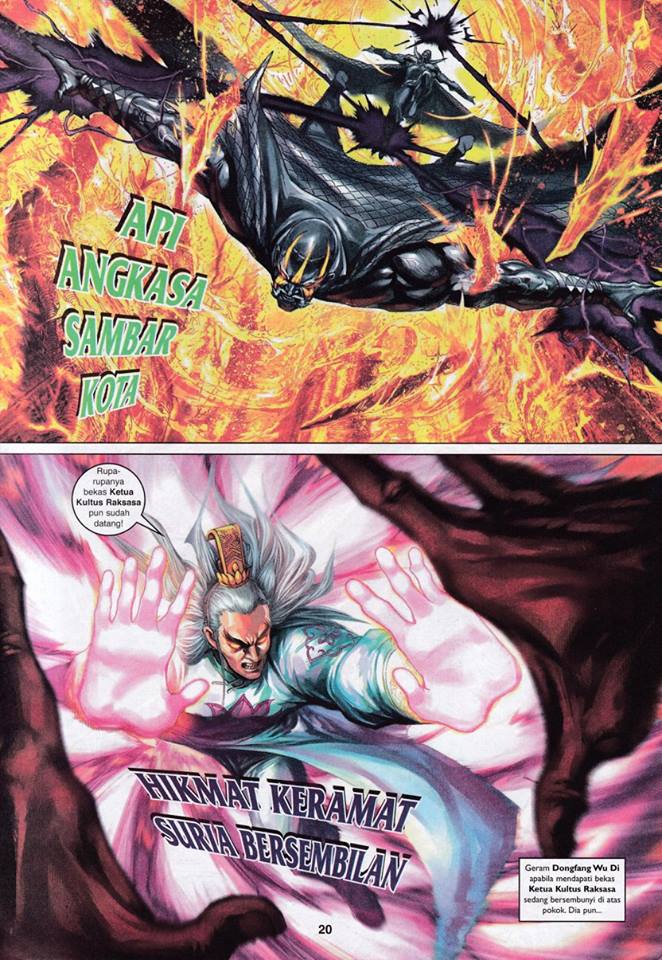 API
ANGKASA
SAMBAR
KOTA
Rupa-
rupanya
bekas Ketua
Kultus Raksasa
pun sudah
datang!
HIKMAT KERAMAT
SURIA BERSEMBILAN
Geram Dongfang Wu Di
apabila mendapati bekas
Ketua Kultus Raksasa
sedang bersembunyi di atas
pokok. Dia pun...
20